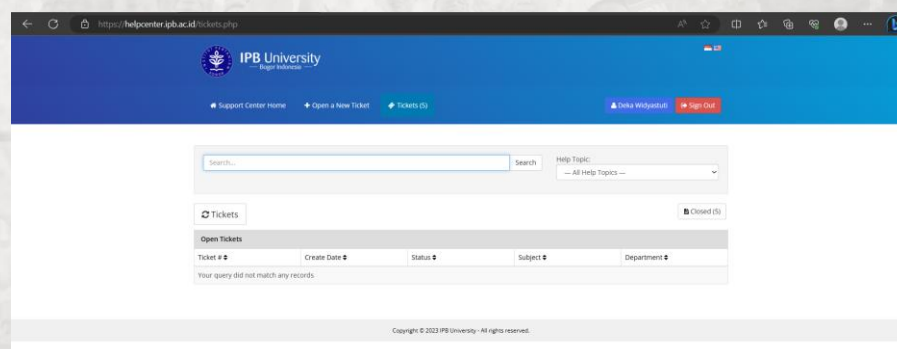 https://helpcenter.ipb.ac.id/tickets.php
IPB University
Bogor Indonesia
Support Center Home
Open a New Ticket
Tickets (5)
Deka Widyastuti
Sign Out
Search...
Search
Help Topic:
— All Help Topics —
Tickets
Closed (5)
Open Tickets
Ticket #
Create Date
Status
Subject
Department
Your query did not match any records
Copyright © 2023 IPB University - All rights reserved.